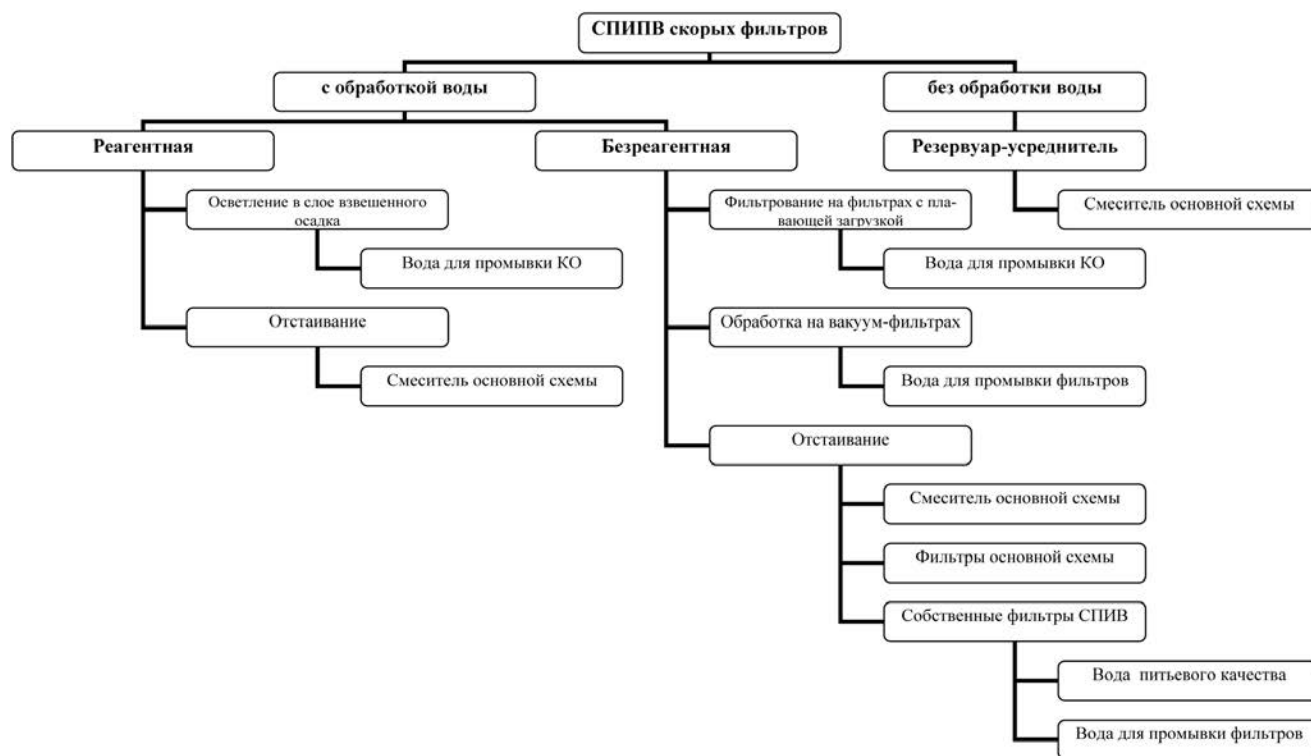 СПИПВ скорых фильтров
с обработкой воды
без обработки воды
Реагентная
Безреагентная
Резервуар-усреднитель
Осветление в слое взвешенного
осадка
Фильтрование на фильтрах с пла-
вающей загрузкой
Смеситель основной схемы
Вода для промывки КО
Вода для промывки КО
Отстаивание
Обработка на вакуум-фильтрах
Смеситель основной схемы
Вода для промывки фильтров
Отстаивание
Смеситель основной схемы
Фильтры основной схемы
Собственные фильтры СПИВ
Вода питьевого качества
Вода для промывки фильтров